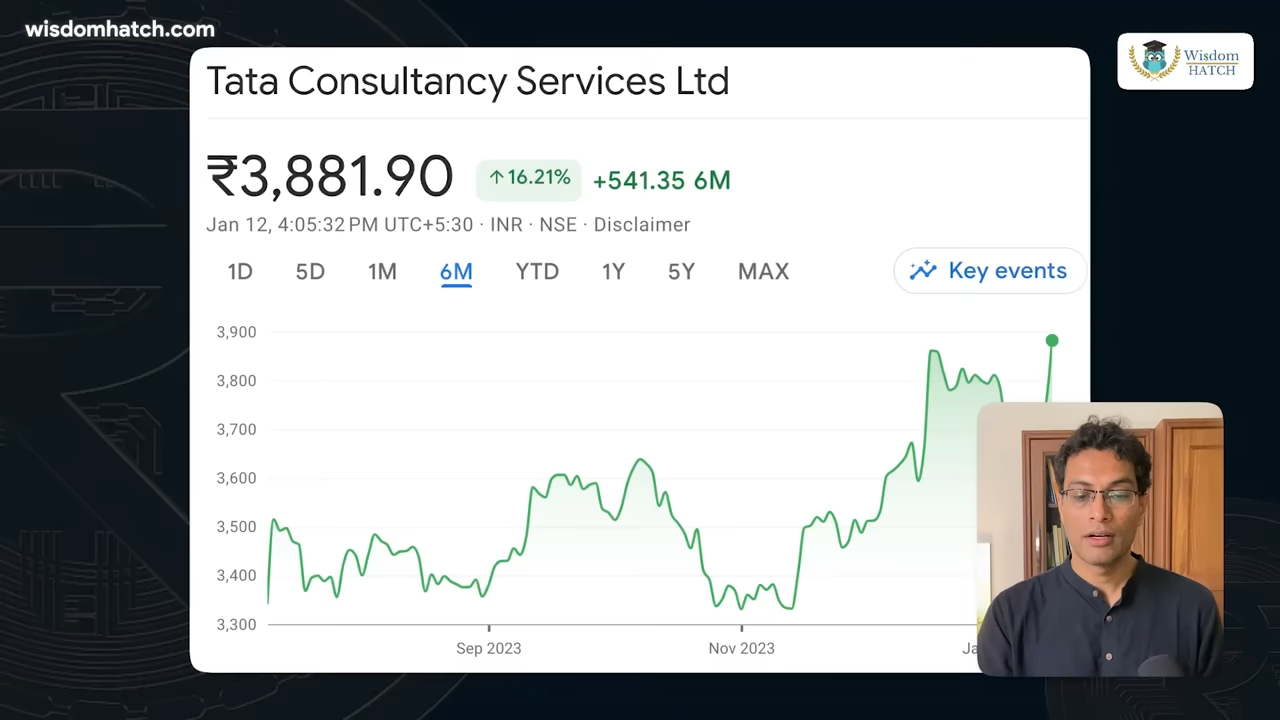 wisdomhatch.com
Wisdom
HATCH
Tata Consultancy Services Ltd
₹3,881.90 ↑16.21% +541.35 6M
Jan 12, 4:05:32 PM UTC+5:30 · INR · NSE · Disclaimer
1D 5D 1M 6M YTD 1Y 5Y MAX Key events
3,900
3,800
3,700
3,600
3,500
3,400
3,300
Sep 2023 Nov 2023 Ja